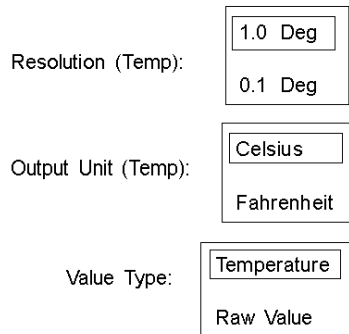 1.0 Deg
Resolution (Temp):
0.1 Deg
Celsius
Output Unit (Temp):
Fahrenheit
Temperature
Value Type:
Raw Value